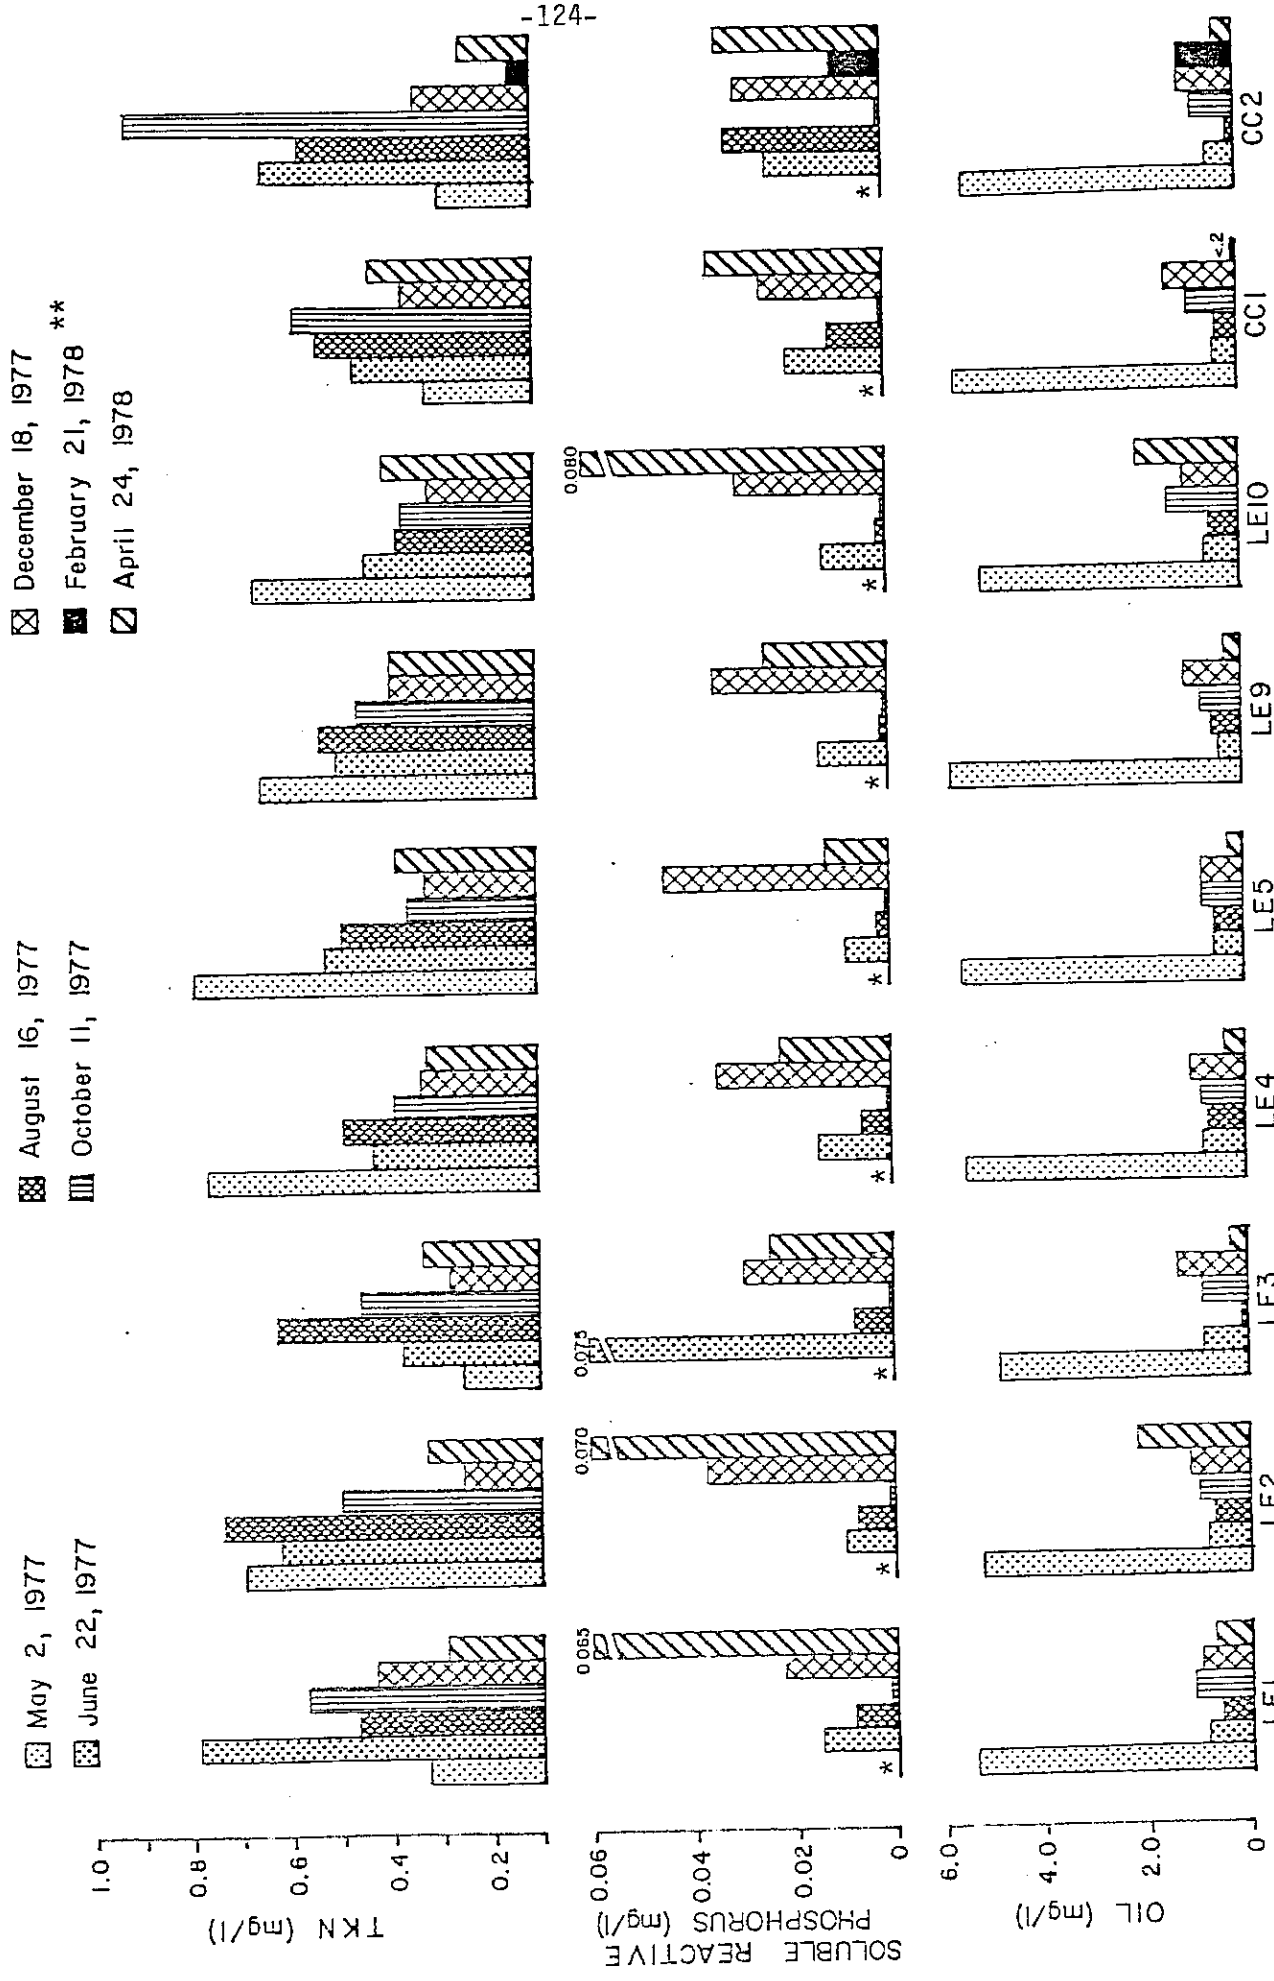 -124-
May 2, 1977
June 22, 1977
August 16, 1977
October 11, 1977
December 18, 1977
February 21, 1978 **
April 24, 1978
TKN (mg/l)
1.0
0.8
0.6
0.4
0.2
SOLUBLE REACTIVE
PHOSPHORUS (mg/l)
0.06
0.04
0.02
0
* 0.065
* 0.070
* 0.075
*
*
*
* 0.080
*
*
OIL (mg/l)
6.0
4.0
2.0
0
<.2
LE1 LE2 LE3 LE4 LE5 LE9 LE10 CC1 CC2